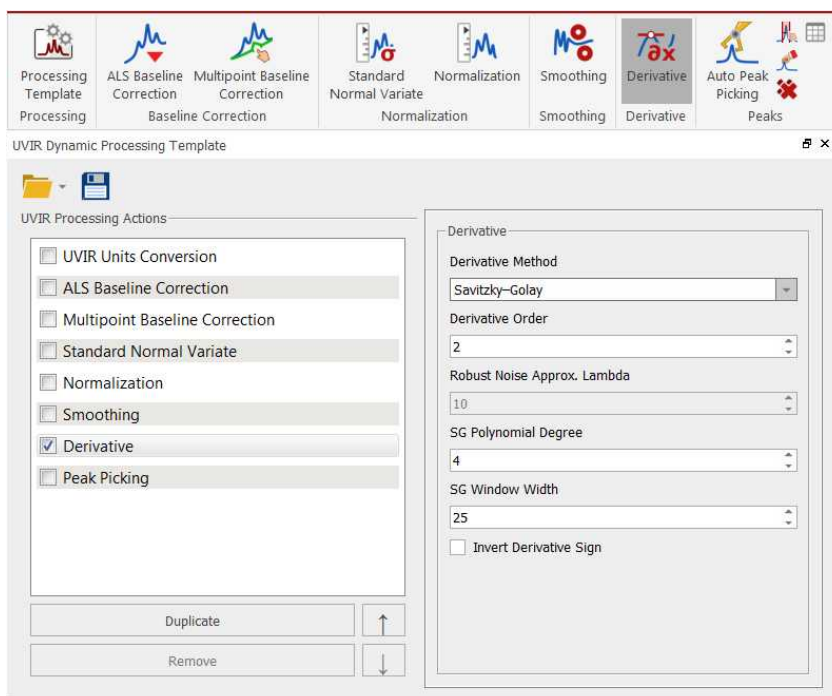 Processing Template
ALS Baseline Correction
Multipoint Baseline Correction
Standard Normal Variate
Normalization
Smoothing
Derivative
Auto Peak Picking
Processing
Baseline Correction
Normalization
Smoothing
Derivative
Peaks
UVIR Dynamic Processing Template
UVIR Processing Actions
UVIR Units Conversion
ALS Baseline Correction
Multipoint Baseline Correction
Standard Normal Variate
Normalization
Smoothing
Derivative
Peak Picking
Duplicate
Remove
Derivative
Derivative Method
Savitzky–Golay
Derivative Order
2
Robust Noise Approx. Lambda
10
SG Polynomial Degree
4
SG Window Width
25
Invert Derivative Sign